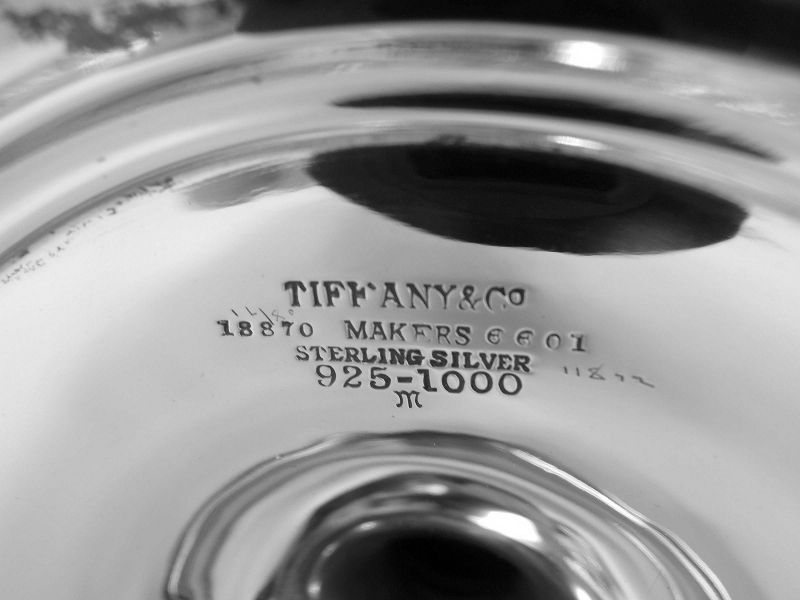 TIFFANY & Co
18870 MAKERS 6601
STERLING SILVER
925-1000
M